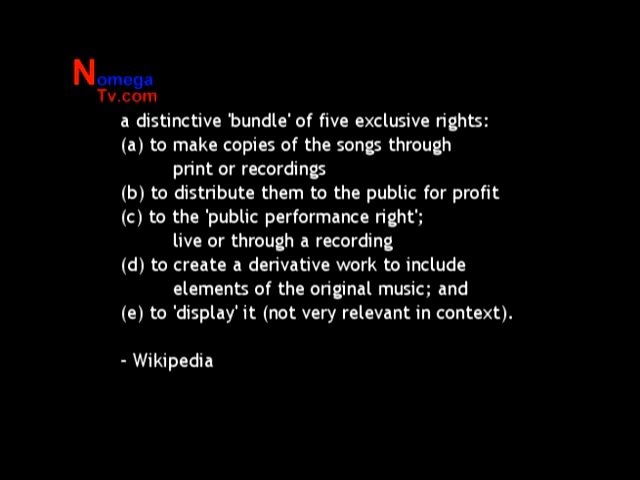 Nomega
Tv.com
a distinctive 'bundle' of five exclusive rights:
(a) to make copies of the songs through
print or recordings
(b) to distribute them to the public for profit
(c) to the 'public performance right';
live or through a recording
(d) to create a derivative work to include
elements of the original music; and
(e) to 'display' it (not very relevant in context).
- Wikipedia